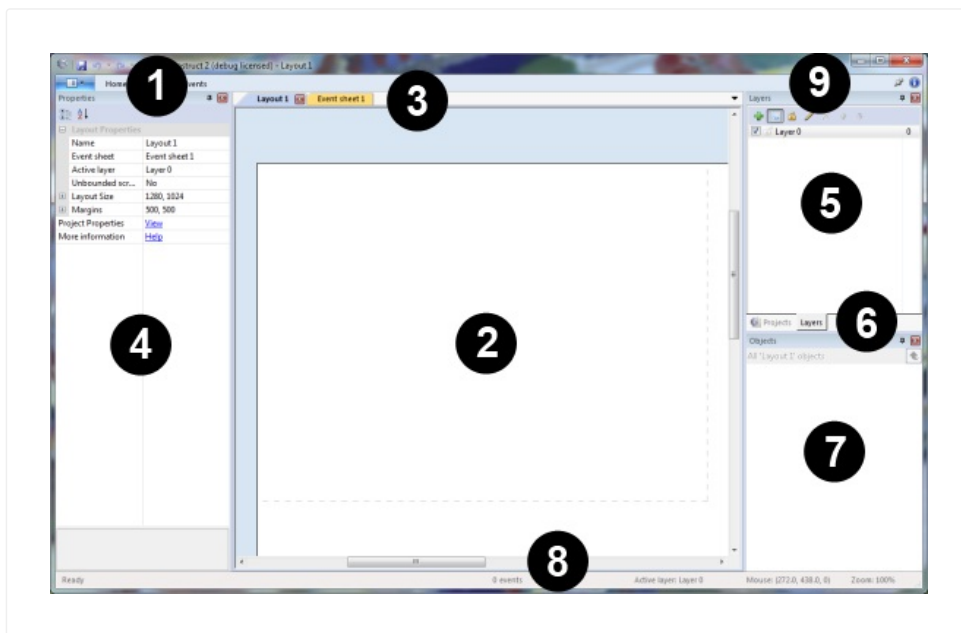 struct 2 (debug licensed) - Layout 1
1
9
Home
vents
Properties
Layout 1
Event sheet 1
3
Layers
Layout Properties
Layer 0
0
Name
Layout 1
Event sheet
Event sheet 1
Active layer
Layer 0
Unbounded scr...
No
Layout Size
1280, 1024
Margins
500, 500
Project Properties
View
More information
Help
5
4
2
Projects
Layers
6
Objects
All 'Layout 1' objects
7
8
Ready
0 events
Active layer: Layer 0
Mouse: (272.0, 438.0, 0)
Zoom: 100%